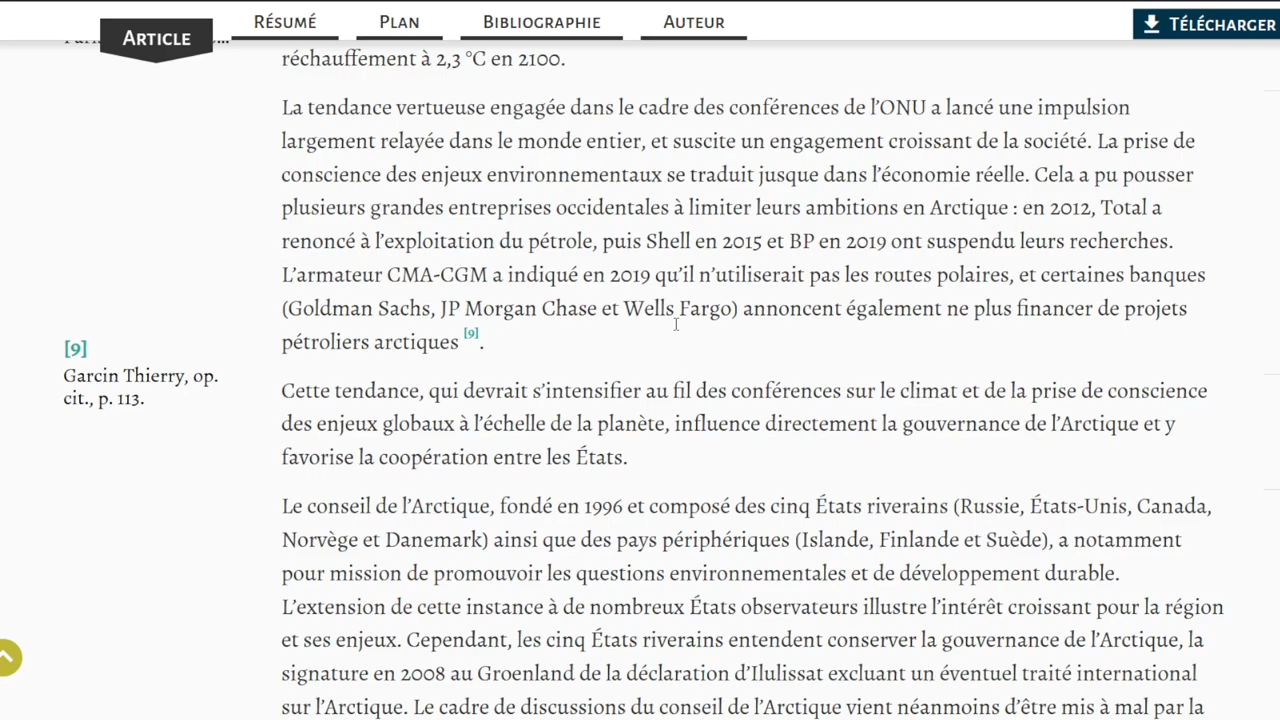 RÉSUMÉ
PLAN
BIBLIOGRAPHIE
AUTEUR
TÉLÉCHARGER
ARTICLE
réchauffement à 2,3 °C en 2100.
La tendance vertueuse engagée dans le cadre des conférences de l’ONU a lancé une impulsion
largement relayée dans le monde entier, et suscite un engagement croissant de la société. La prise de
conscience des enjeux environnementaux se traduit jusque dans l’économie réelle. Cela a pu pousser
plusieurs grandes entreprises occidentales à limiter leurs ambitions en Arctique : en 2012, Total a
renoncé à l’exploitation du pétrole, puis Shell en 2015 et BP en 2019 ont suspendu leurs recherches.
L’armateur CMA-CGM a indiqué en 2019 qu’il n’utiliserait pas les routes polaires, et certaines banques
(Goldman Sachs, JP Morgan Chase et Wells Fargo) annoncent également ne plus financer de projets
pétroliers arctiques [9].
[9]
Garcin Thierry, op.
cit., p. 113.
Cette tendance, qui devrait s’intensifier au fil des conférences sur le climat et de la prise de conscience
des enjeux globaux à l’échelle de la planète, influence directement la gouvernance de l’Arctique et y
favorise la coopération entre les États.
Le conseil de l’Arctique, fondé en 1996 et composé des cinq États riverains (Russie, États-Unis, Canada,
Norvège et Danemark) ainsi que des pays périphériques (Islande, Finlande et Suède), a notamment
pour mission de promouvoir les questions environnementales et de développement durable.
L’extension de cette instance à de nombreux États observateurs illustre l’intérêt croissant pour la région
et ses enjeux. Cependant, les cinq États riverains entendent conserver la gouvernance de l’Arctique, la
signature en 2008 au Groenland de la déclaration d’Ilulissat excluant un éventuel traité international
sur l’Arctique. Le cadre de discussions du conseil de l’Arctique vient néanmoins d’être mis à mal par la